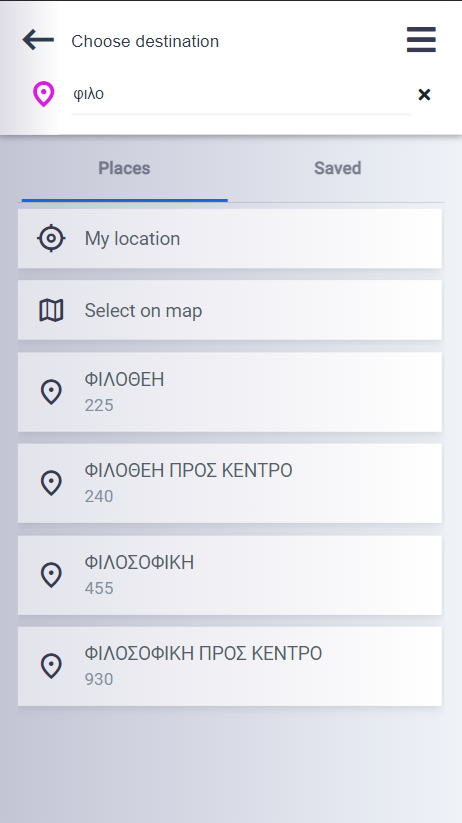 Choose destination
φιλο
Places
Saved
My location
Select on map
ΦΙΛΟΘΕΗ
225
ΦΙΛΟΘΕΗ ΠΡΟΣ ΚΕΝΤΡΟ
240
ΦΙΛΟΣΟΦΙΚΗ
455
ΦΙΛΟΣΟΦΙΚΗ ΠΡΟΣ ΚΕΝΤΡΟ
930